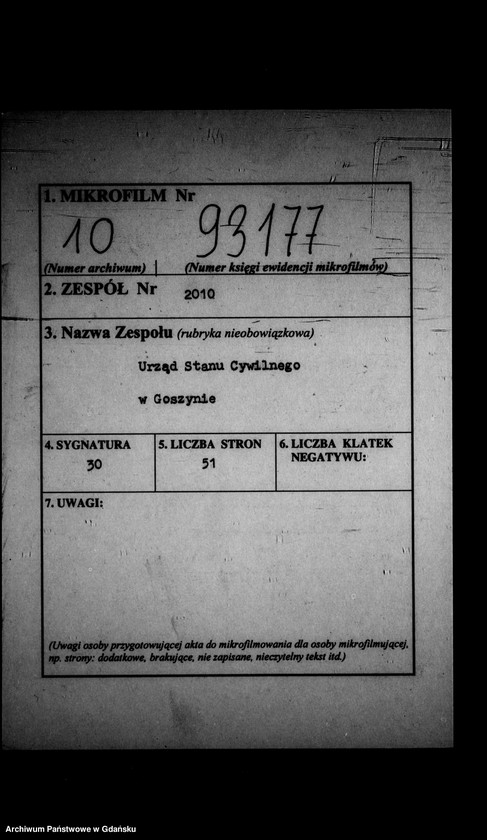 1. MIKROFILM Nr
10 93177
(Numer archiwum) (Numer księgi ewidencji mikrofilmów)
2. ZESPÓŁ Nr 2010
3. Nazwa Zespołu (rubryka nieobowiązkowa)
Urząd Stanu Cywilnego
w Goszynie
4. SYGNATURA 5. LICZBA STRON 6. LICZBA KLATEK
NEGATYWU:
30 51
7. UWAGI:
(Uwagi osoby przygotowującej akta do mikrofilmowania dla osoby mikrofilmującej,
np. strony: dodatkowe, brakujące, nie zapisane, nieczytelny tekst itd.)
Archiwum Państwowe w Gdańsku